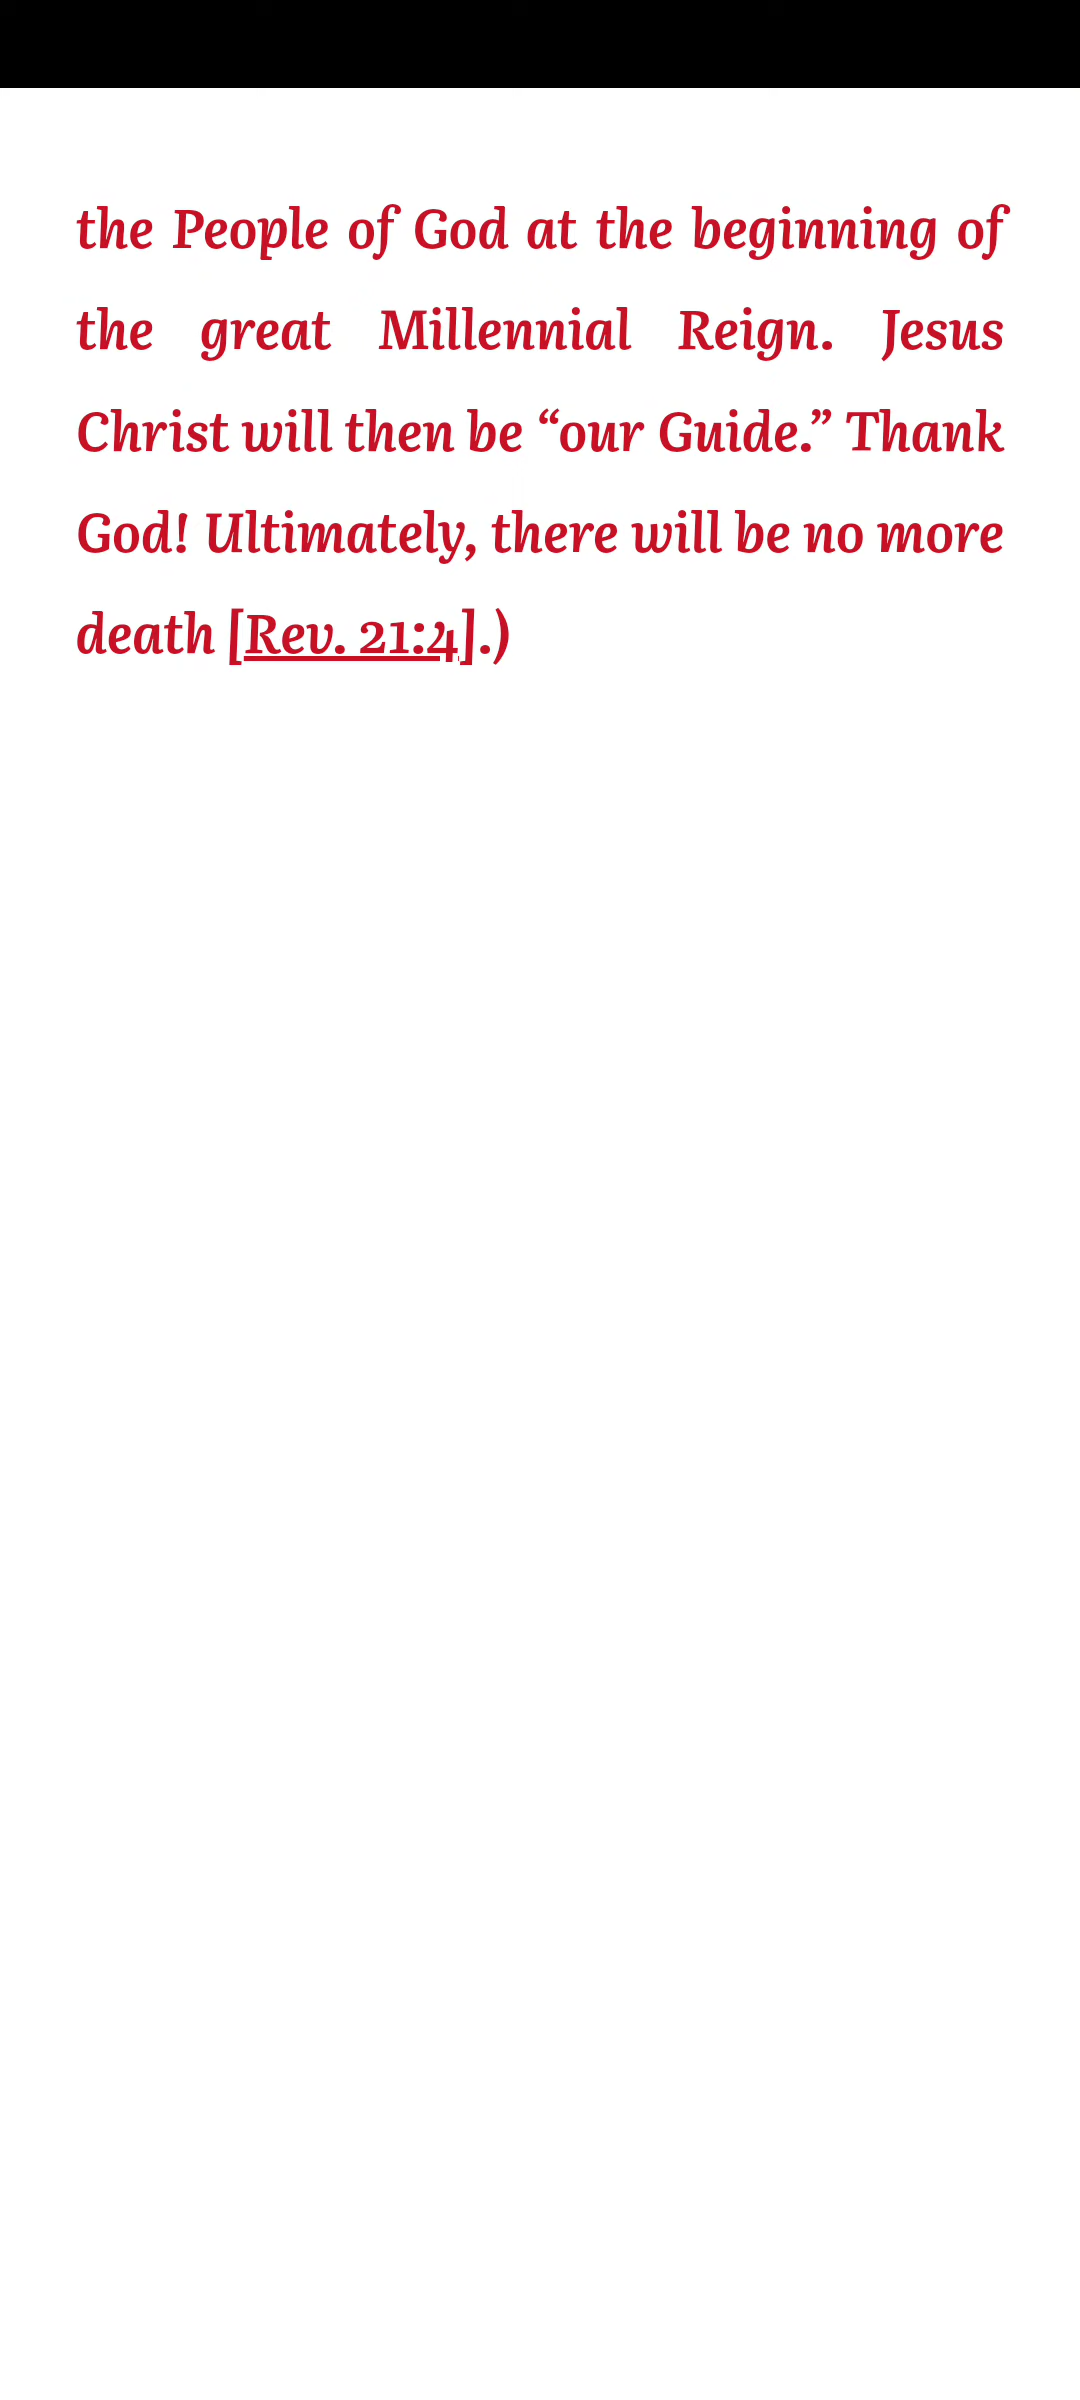 the People of God at the beginning of
the great Millennial Reign. Jesus
Christ will then be “our Guide.” Thank
God! Ultimately, there will be no more
death [Rev. 21:4].)